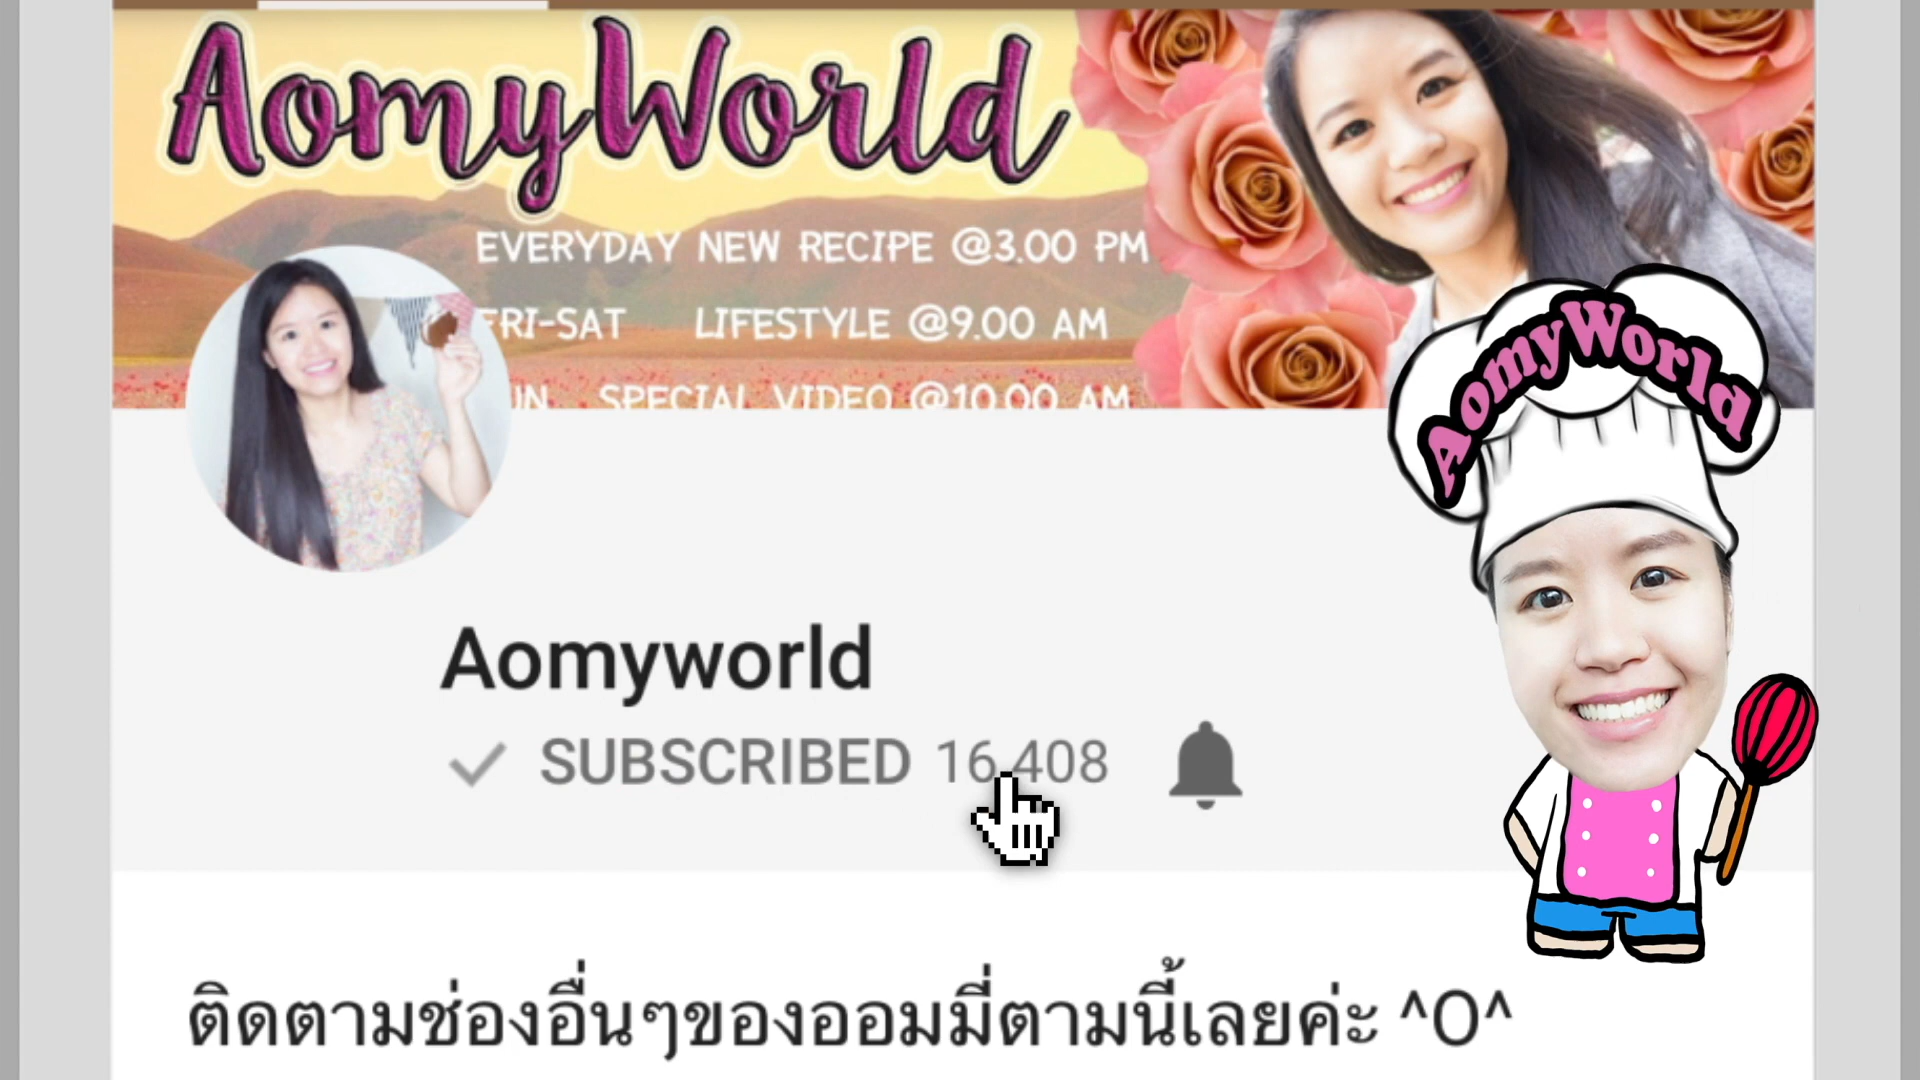 AomyWorld
EVERYDAY NEW RECIPE @3.00 PM
FRI-SAT LIFESTYLE @9.00 AM
UN SPECIAL VIDEO @10.00 AM
AomyWorld
Aomyworld
SUBSCRIBED 16,408
ติดตามช่องอื่นๆของออมมี่ตามนี้เลยค่ะ ^O^